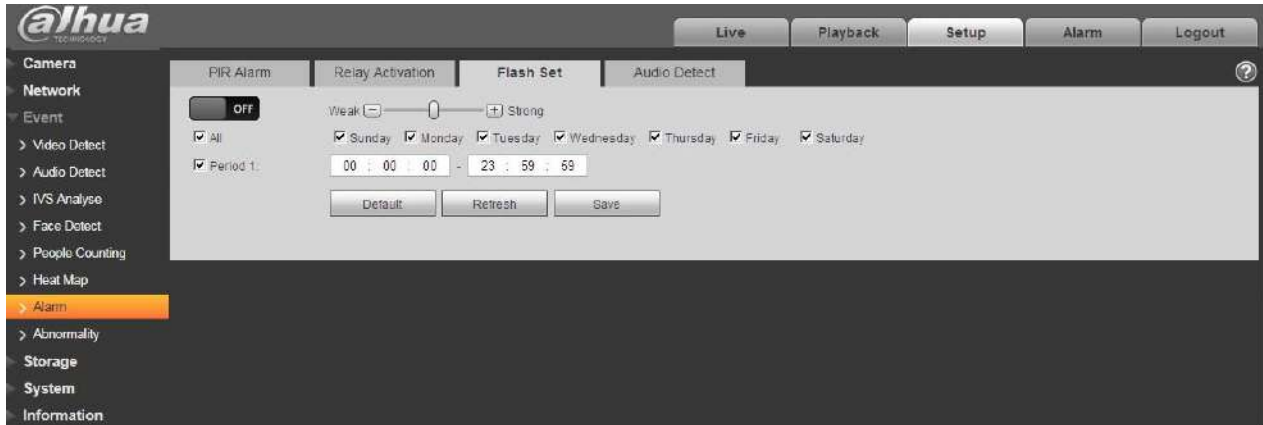 alhua
TECHNOLOGY
Live Playback Setup Alarm Logout
Camera
Network
Event
> Video Detect
> Audio Detect
> IVS Analyse
> Face Detect
> People Counting
> Heat Map
> Alarm
> Abnormality
Storage
System
Information
PIR Alarm Relay Activation Flash Set Audio Detect ?
OFF Weak - + Strong
All Sunday Monday Tuesday Wednesday Thursday Friday Saturday
Period 1: 00 : 00 : 00 - 23 : 59 : 59
Default Refresh Save